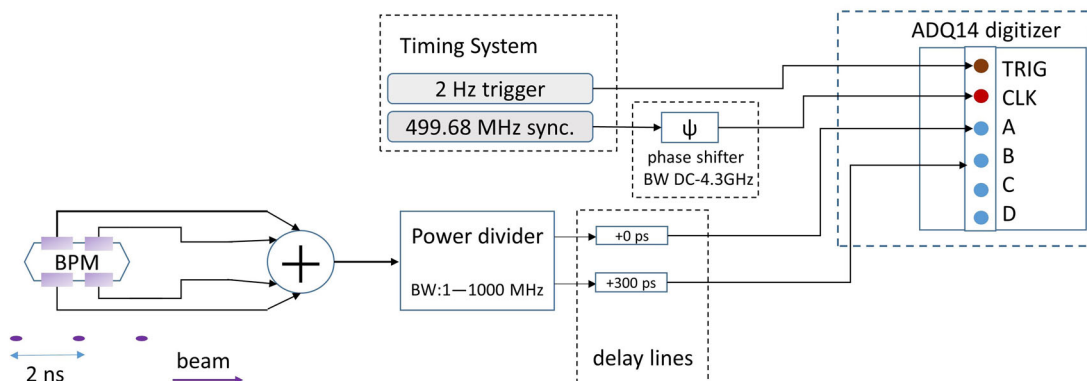 Timing System
2 Hz trigger
499.68 MHz sync.
ψ
phase shifter
BW DC-4.3GHz
ADQ14 digitizer
TRIG
CLK
A
B
C
D
BPM
+
Power divider
BW:1—1000 MHz
+0 ps
+300 ps
delay lines
2 ns
beam